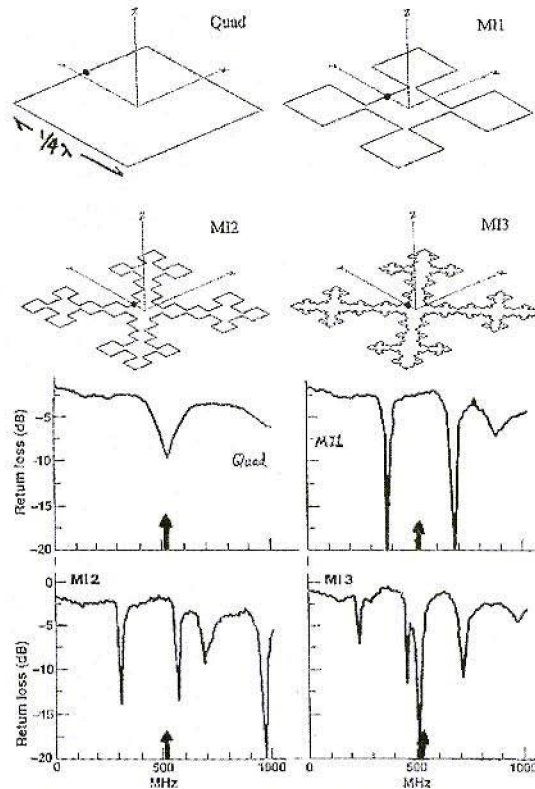 Quad
MI1
z
z
1/4 λ
MI2
MI3
z
z
Return loss (dB)
-5
-10
-15
-20
Quad
MI1
MI2
MI3
Return loss (dB)
0
-5
-10
-15
-20
0
500
1000
0
500
1000
MHz
MHz